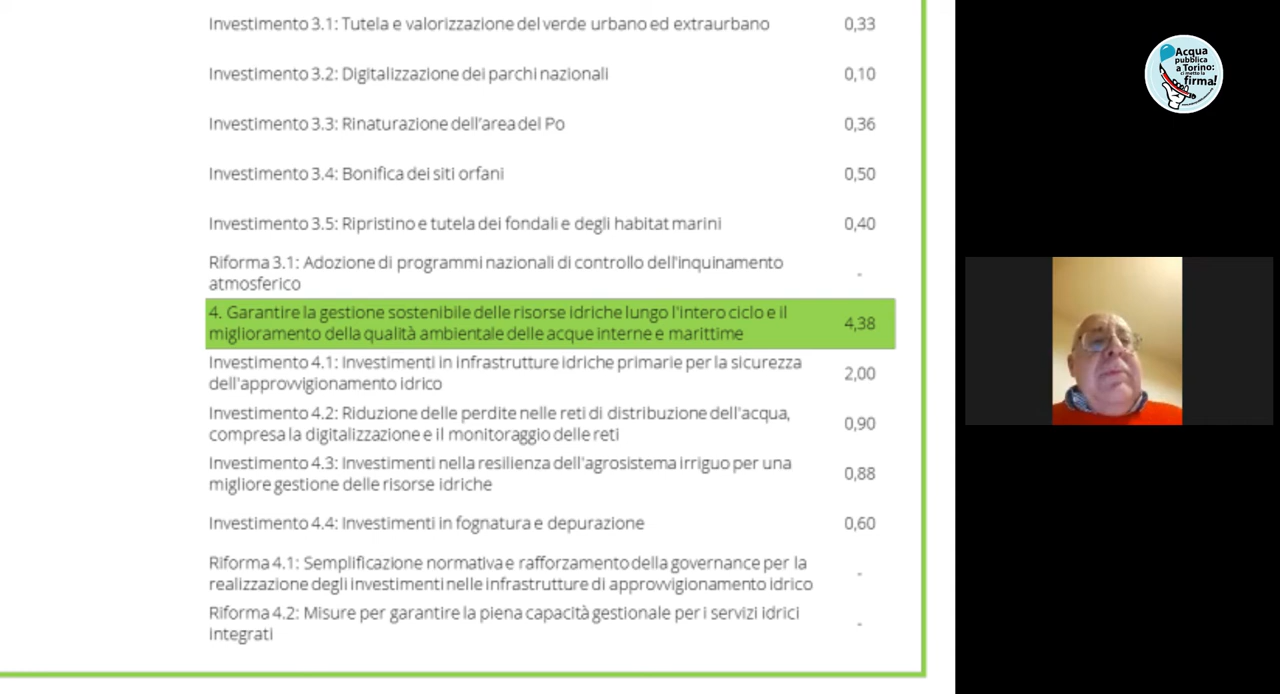 Investimento 3.1: Tutela e valorizzazione del verde urbano ed extraurbano 0,33
Investimento 3.2: Digitalizzazione dei parchi nazionali 0,10
Investimento 3.3: Rinaturazione dell'area del Po 0,36
Investimento 3.4: Bonifica dei siti orfani 0,50
Investimento 3.5: Ripristino e tutela dei fondali e degli habitat marini 0,40
Riforma 3.1: Adozione di programmi nazionali di controllo dell'inquinamento
atmosferico -
4. Garantire la gestione sostenibile delle risorse idriche lungo l'intero ciclo e il
miglioramento della qualità ambientale delle acque interne e marittime 4,38
Investimento 4.1: Investimenti in infrastrutture idriche primarie per la sicurezza
dell'approvvigionamento idrico 2,00
Investimento 4.2: Riduzione delle perdite nelle reti di distribuzione dell'acqua,
compresa la digitalizzazione e il monitoraggio delle reti 0,90
Investimento 4.3: Investimenti nella resilienza dell'agrosistema irriguo per una
migliore gestione delle risorse idriche 0,88
Investimento 4.4: Investimenti in fognatura e depurazione 0,60
Riforma 4.1: Semplificazione normativa e rafforzamento della governance per la
realizzazione degli investimenti nelle infrastrutture di approvvigionamento idrico -
Riforma 4.2: Misure per garantire la piena capacità gestionale per i servizi idrici
integrati -
Acqua
pubblica
a Torino:
ci metto la
firma!